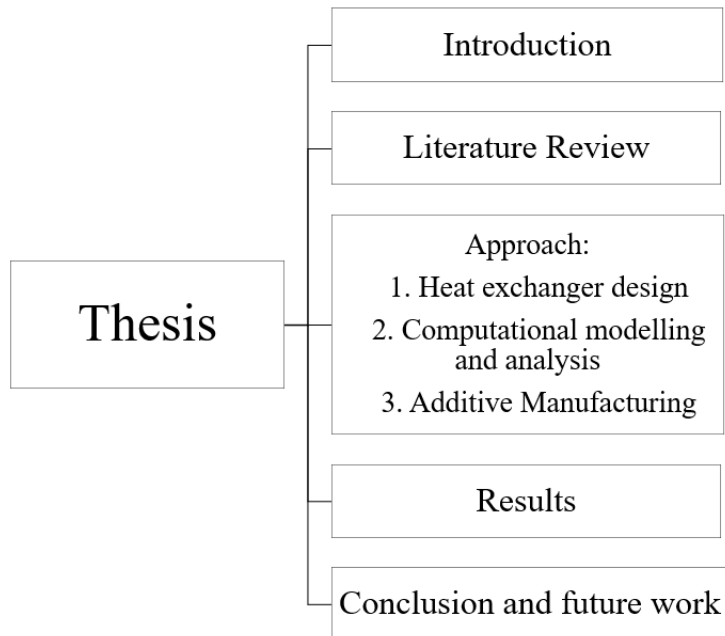 Introduction
Literature Review
Thesis
Approach:
1. Heat exchanger design
2. Computational modelling
and analysis
3. Additive Manufacturing
Results
Conclusion and future work